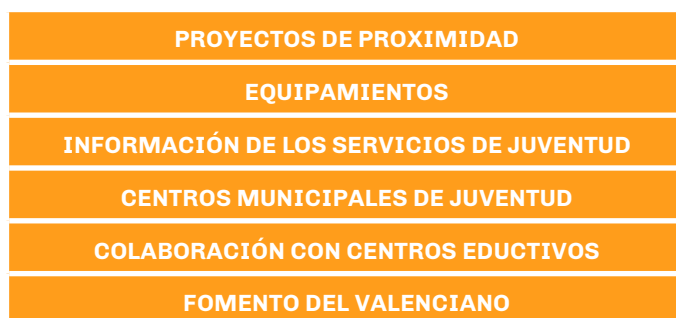 PROYECTOS DE PROXIMIDAD
EQUIPAMIENTOS
INFORMACIÓN DE LOS SERVICIOS DE JUVENTUD
CENTROS MUNICIPALES DE JUVENTUD
COLABORACIÓN CON CENTROS EDUCTIVOS
FOMENTO DEL VALENCIANO